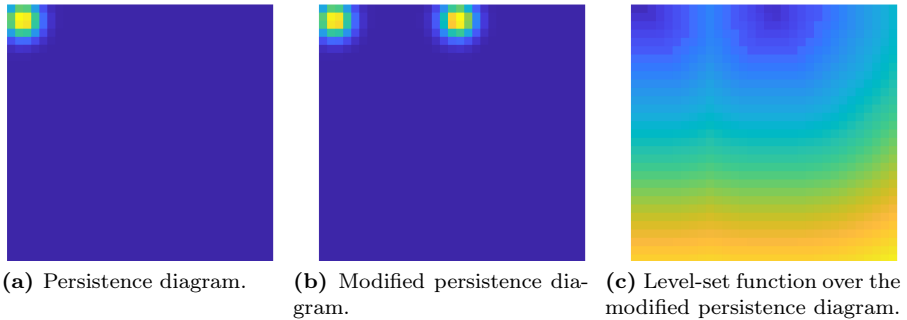 (a) Persistence diagram.
(b) Modified persistence dia-
gram.
(c) Level-set function over the
modified persistence diagram.